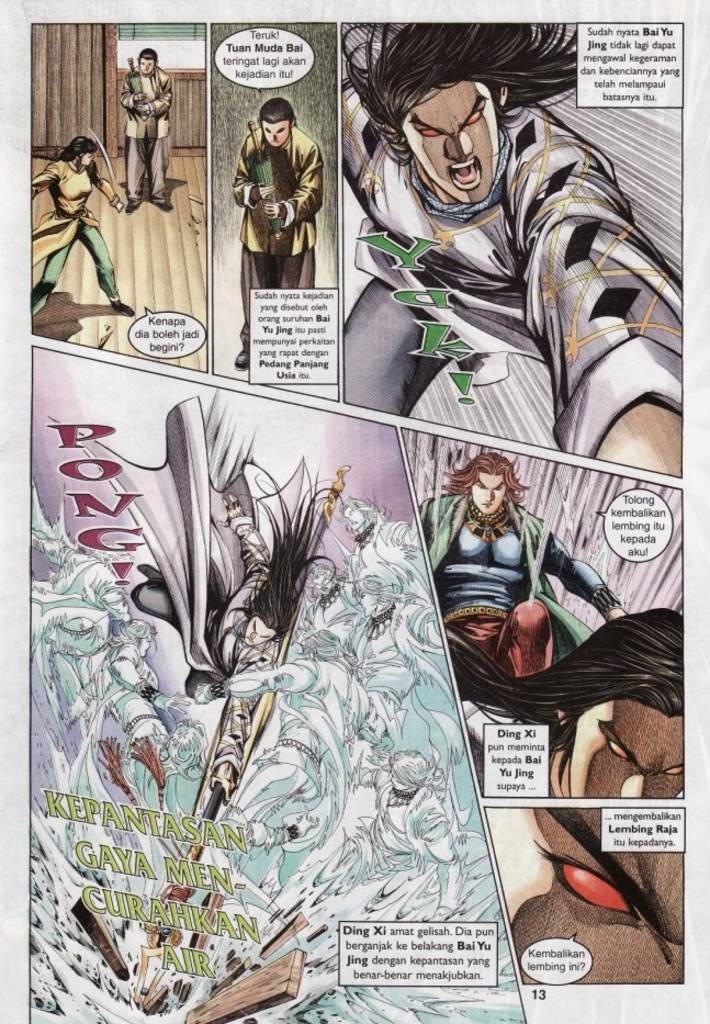 Kenapa
dia boleh jadi
begini?
Teruk!
Tuan Muda Bai
teringat lagi akan
kejadian itu!
Sudah nyata kejadian
yang disebut oleh
orang suruhan Bai
Yu Jing itu pasti
mempunyai perkaitan
yang rapat dengan
Pedang Panjang
Usia itu.
Sudah nyata Bai Yu
Jing tidak lagi dapat
mengawal kegeraman
dan kebenciannya yang
telah melampaui
batasnya itu.
Yak!
PONG!
KEPANTASAN
GAYA MEN-
CURAHKAN
AIR
Ding Xi amat gelisah. Dia pun
berganjak ke belakang Bai Yu
Jing dengan kepantasan yang
benar-benar menakjubkan.
Tolong
kembalikan
lembing itu
kepada
aku!
Ding Xi
pun meminta
kepada Bai
Yu Jing
supaya ...
... mengembalikan
Lembing Raja
itu kepadanya.
Kembalikan
lembing ini?
13